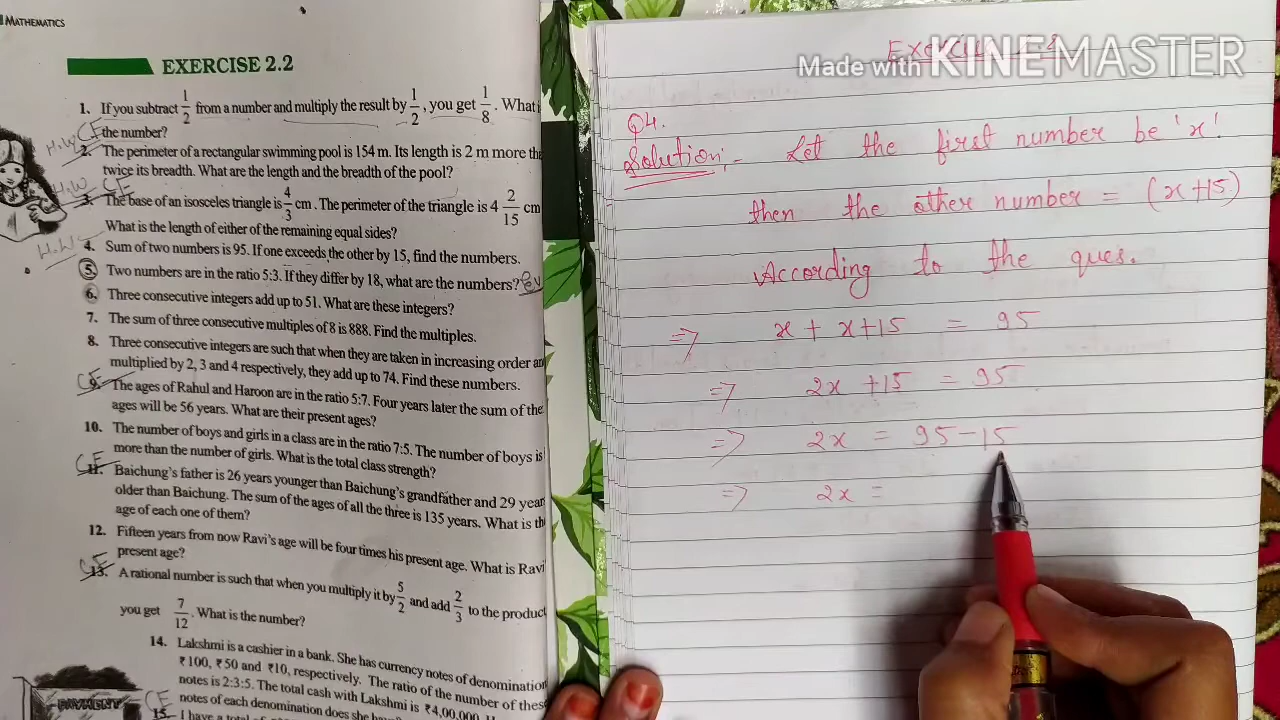 MATHEMATICS
EXERCISE 2.2
1. If you subtract 1/2 from a number and multiply the result by 1/2, you get 1/8. What
the number?
2. The perimeter of a rectangular swimming pool is 154 m. Its length is 2 m more
twice its breadth. What are the length and the breadth of the pool?
3. The base of an isosceles triangle is 4/3 cm. The perimeter of the triangle is 4 2/15 cm
What is the length of either of the remaining equal sides?
4. Sum of two numbers is 95. If one exceeds the other by 15, find the numbers.
5. Two numbers are in the ratio 5:3. If they differ by 18, what are the numbers?
6. Three consecutive integers add up to 51. What are these integers?
7. The sum of three consecutive multiples of 8 is 888. Find the multiples.
8. Three consecutive integers are such that when they are taken in increasing order
multiplied by 2, 3 and 4 respectively, they add up to 74. Find these numbers.
9. The ages of Rahul and Haroon are in the ratio 5:7. Four years later the sum of the
ages will be 56 years. What are their present ages?
10. The number of boys and girls in a class are in the ratio 7:5. The number of boys is
more than the number of girls. What is the total class strength?
11. Baichung's father is 26 years younger than Baichung's grandfather and 29 year
older than Baichung. The sum of the ages of all the three is 135 years. What is
age of each one of them?
12. Fifteen years from now Ravi's age will be four times his present age. What is Ravi
present age?
13. A rational number is such that when you multiply it by 5/2 and add 2/3 to the product
you get 7/12. What is the number?
14. Lakshmi is a cashier in a bank. She has currency notes of denomination
₹100, ₹50 and ₹10, respectively. The ratio of the number of these
notes is 2:3:5. The total cash with Lakshmi is ₹4,00,000.
notes of each denomination does she
15. I have a total of
PAYMENT
H.W
CE
H.W
CE
H.W
CE
CE
CE
CE
Made with KINEMASTER
Q4.
Solution:- Let the first number be 'x'.
then the other number = (x+15)
According to the ques.
=> x + x+15 = 95
=> 2x +15 = 95
=> 2x = 95-15
=> 2x =